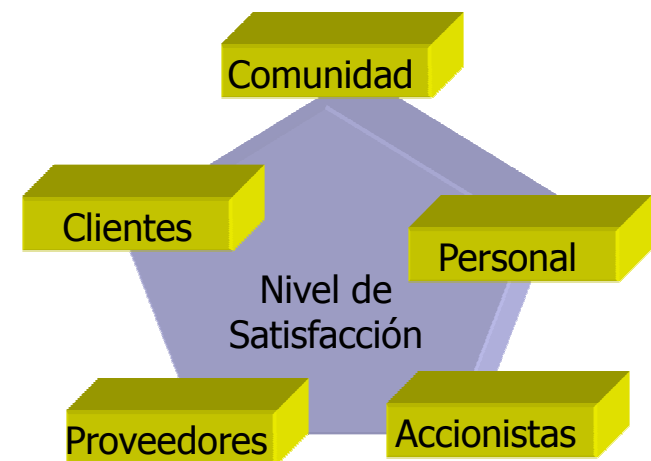 Comunidad
Clientes
Personal
Nivel de
Satisfacción
Proveedores
Accionistas